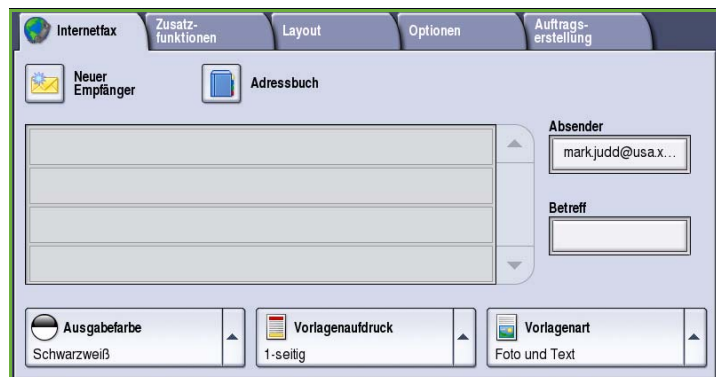 Internetfax
Zusatz-
funktionen
Layout
Optionen
Auftrags-
erstellung
Neuer
Empfänger
Adressbuch
Absender
mark.judd@usa.x...
Betreff
Ausgabefarbe
Schwarzweiß
Vorlagenaufdruck
1-seitig
Vorlagenart
Foto und Text